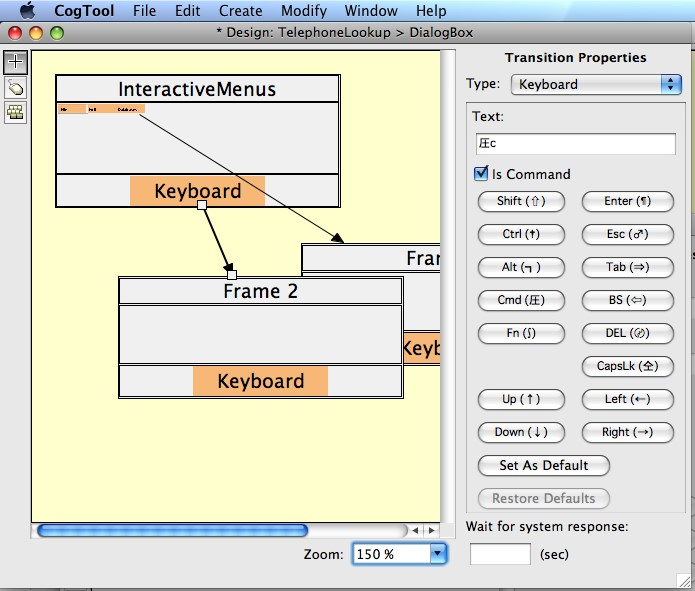 CogTool File Edit Create Modify Window Help
* Design: TelephoneLookup > DialogBox
InteractiveMenus
Keyboard
Fran
Frame 2
Keyb
Keyboard
Zoom: 150 %
Transition Properties
Type: Keyboard
Text:
圧c
Is Command
Shift (⇧) Enter (¶)
Ctrl (†) Esc (♂)
Alt (┓) Tab (⇒)
Cmd (圧) BS (⇦)
Fn (⟆) DEL (⎚)
CapsLk (仝)
Up (↑) Left (←)
Down (↓) Right (→)
Set As Default
Restore Defaults
Wait for system response:
(sec)